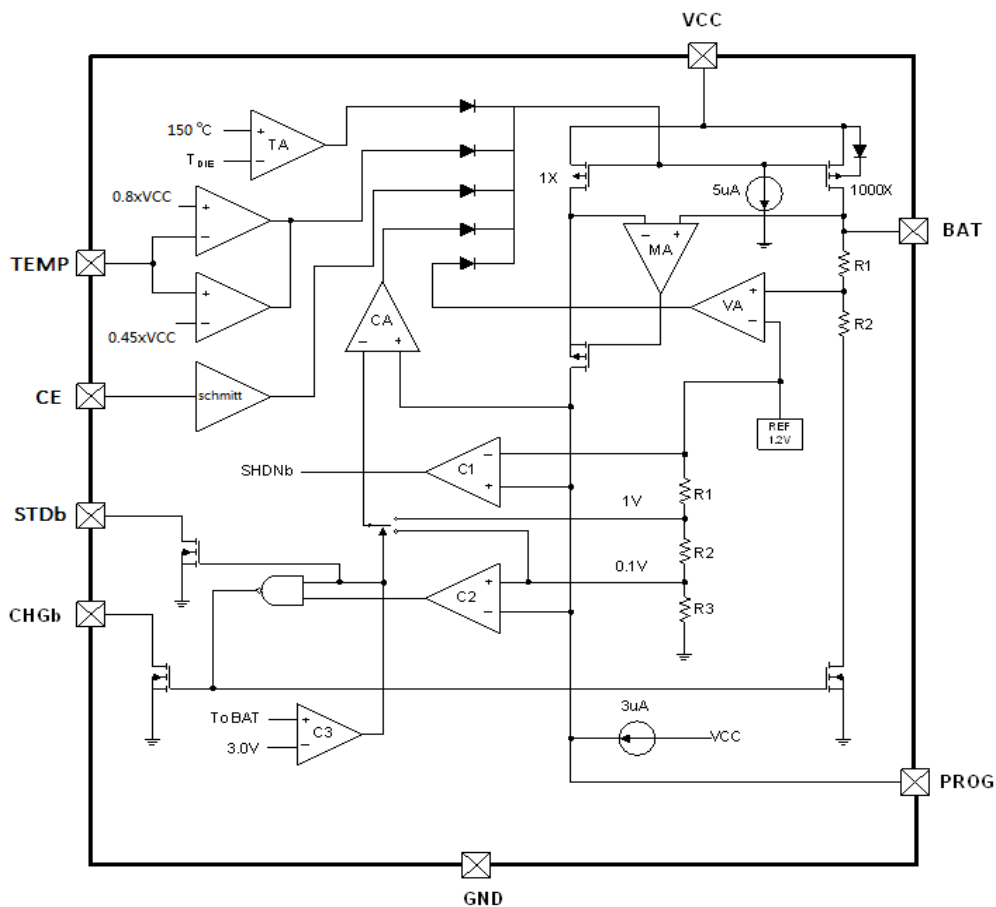 VCC
150 °C
+
TA
T DIE
−
1X
5uA
1000X
0.8xVCC
+
−
BAT
− +
MA
R1
TEMP
+
VA
+
−
R2
0.45xVCC
−
CA
− +
CE
schmitt
REF
1.2V
SHDNb
C1
−
+
R1
STDb
1V
R2
0.1V
C2
+
−
R3
CHGb
3uA
To BAT
+
C3
3.0V
−
VCC
PROG
GND